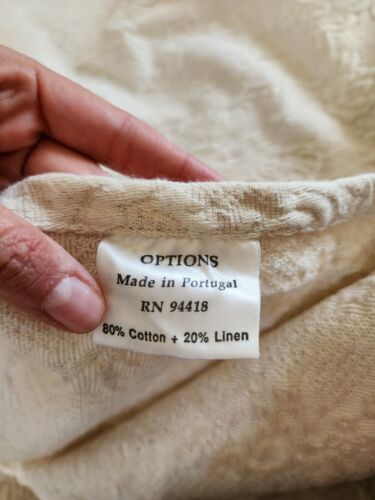 OPTIONS
Made in Portugal
RN 94418
80% Cotton + 20% Linen